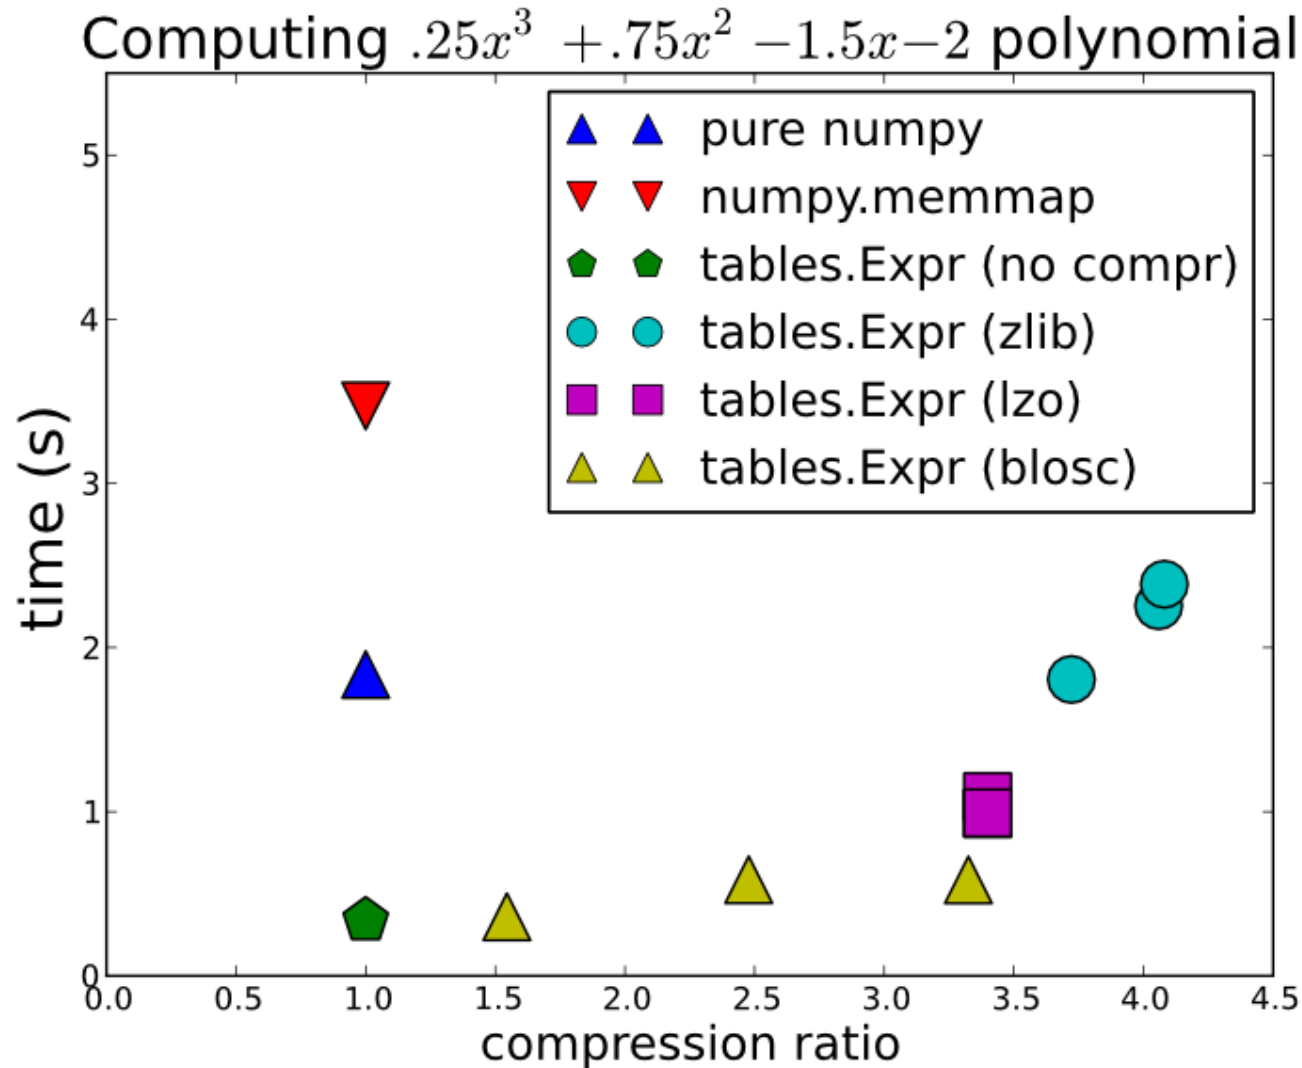 Computing .25x³ +.75x² −1.5x−2 polynomial
pure numpy
numpy.memmap
tables.Expr (no compr)
tables.Expr (zlib)
tables.Expr (lzo)
tables.Expr (blosc)
time (s)
5
4
3
2
1
0
0.0 0.5 1.0 1.5 2.0 2.5 3.0 3.5 4.0 4.5
compression ratio